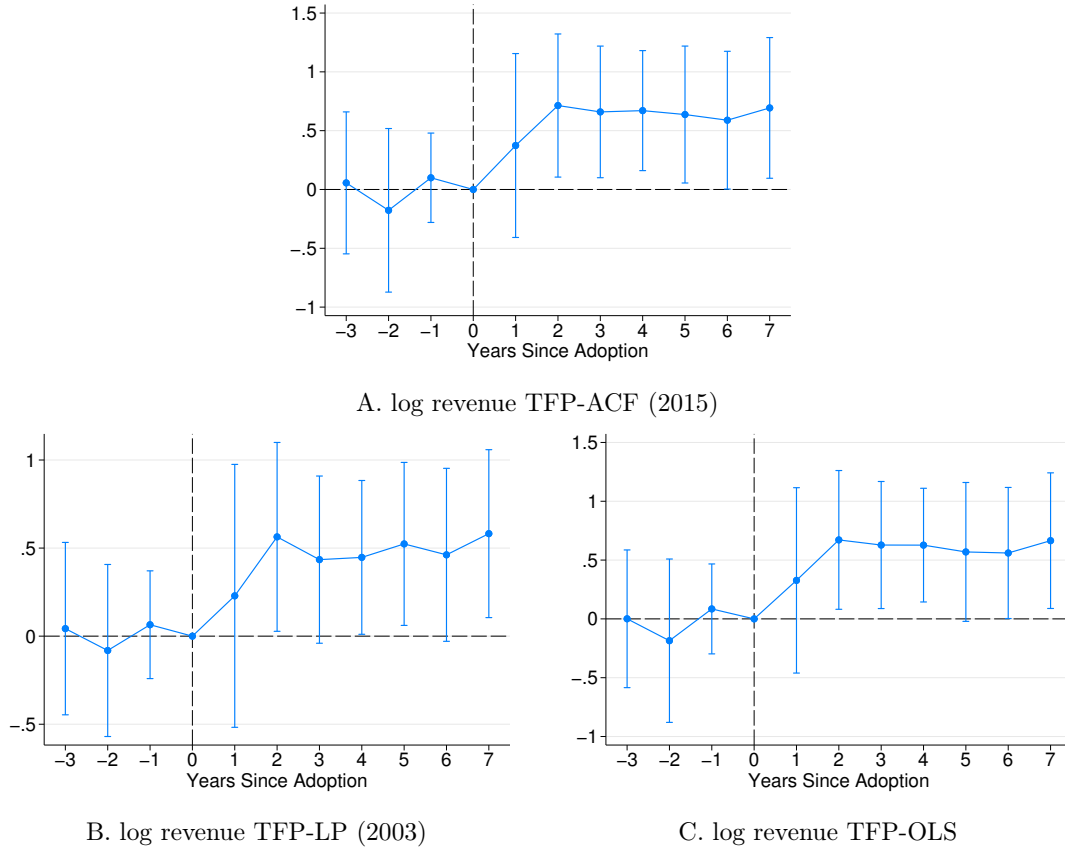 1.5
1
.5
0
−.5
−1
−3 −2 −1 0 1 2 3 4 5 6 7
Years Since Adoption
A. log revenue TFP-ACF (2015)
1
.5
0
−.5
−3 −2 −1 0 1 2 3 4 5 6 7
Years Since Adoption
B. log revenue TFP-LP (2003)
1.5
1
.5
0
−.5
−1
−3 −2 −1 0 1 2 3 4 5 6 7
Years Since Adoption
C. log revenue TFP-OLS